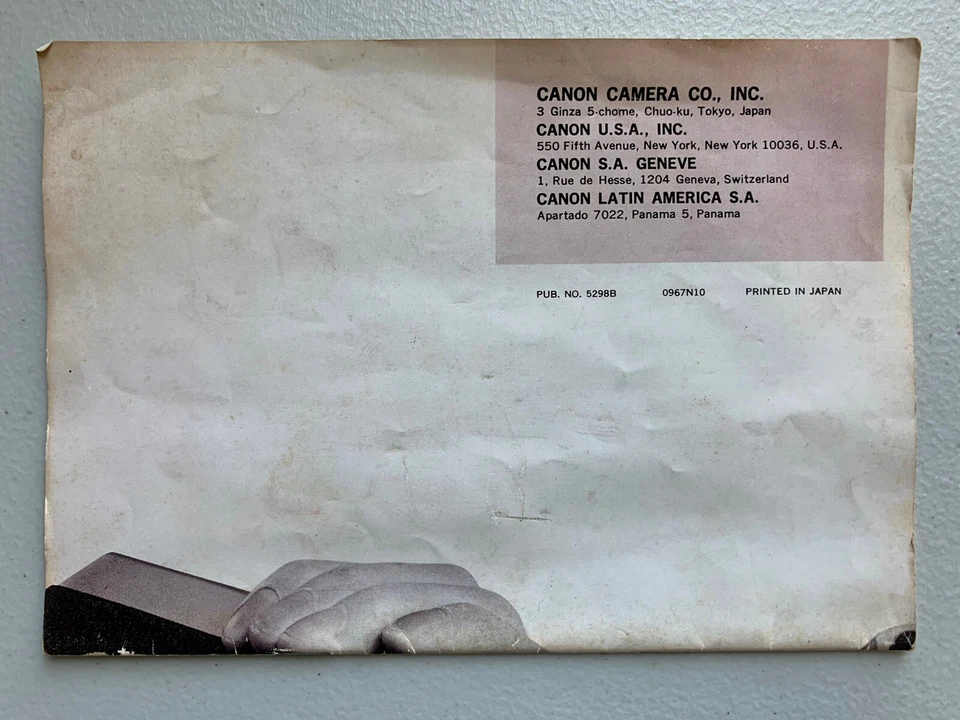 CANON CAMERA CO., INC.
3 Ginza 5-chome, Chuo-ku, Tokyo, Japan
CANON U.S.A., INC.
550 Fifth Avenue, New York, New York 10036, U.S.A.
CANON S.A. GENEVE
1, Rue de Hesse, 1204 Geneva, Switzerland
CANON LATIN AMERICA S.A.
Apartado 7022, Panama 5, Panama
PUB. NO. 5298B 0967N10 PRINTED IN JAPAN